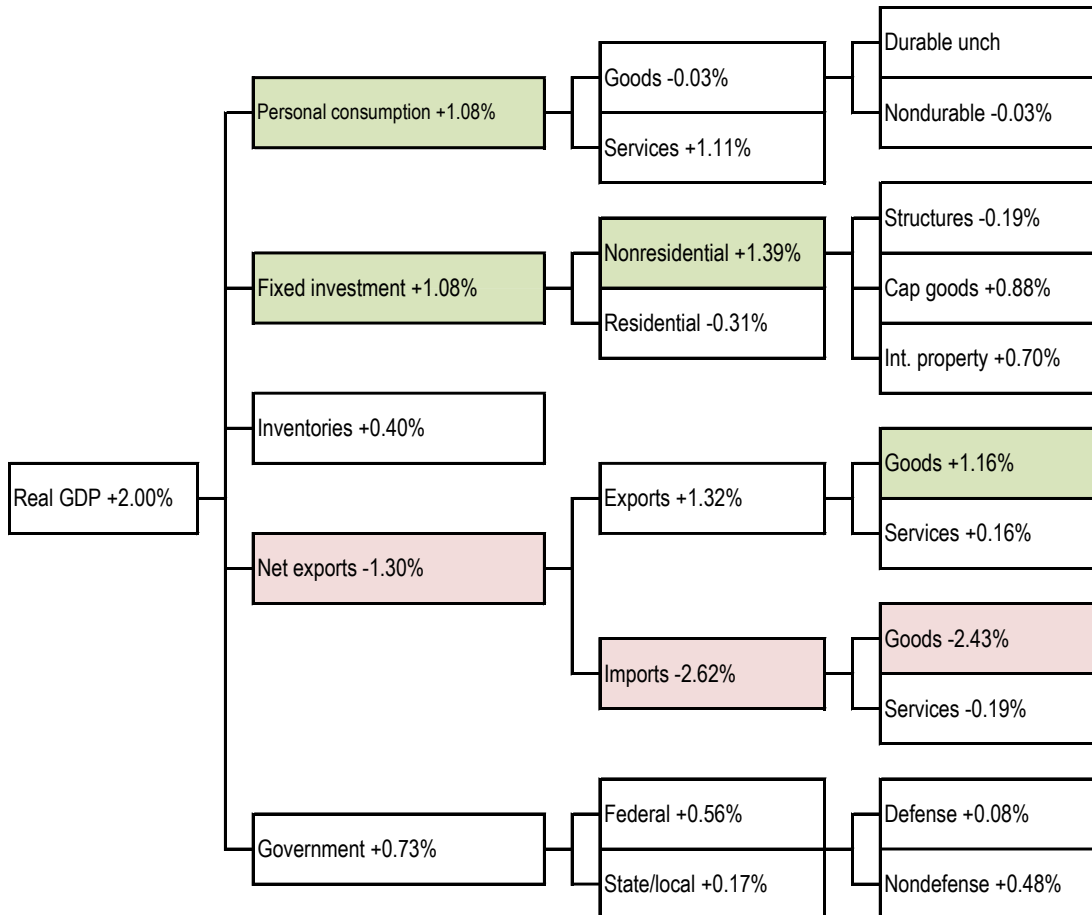 Real GDP +2.00%
Personal consumption +1.08%
Goods -0.03%
Durable unch
Nondurable -0.03%
Services +1.11%
Fixed investment +1.08%
Nonresidential +1.39%
Structures -0.19%
Cap goods +0.88%
Int. property +0.70%
Residential -0.31%
Inventories +0.40%
Net exports -1.30%
Exports +1.32%
Goods +1.16%
Services +0.16%
Imports -2.62%
Goods -2.43%
Services -0.19%
Government +0.73%
Federal +0.56%
Defense +0.08%
Nondefense +0.48%
State/local +0.17%